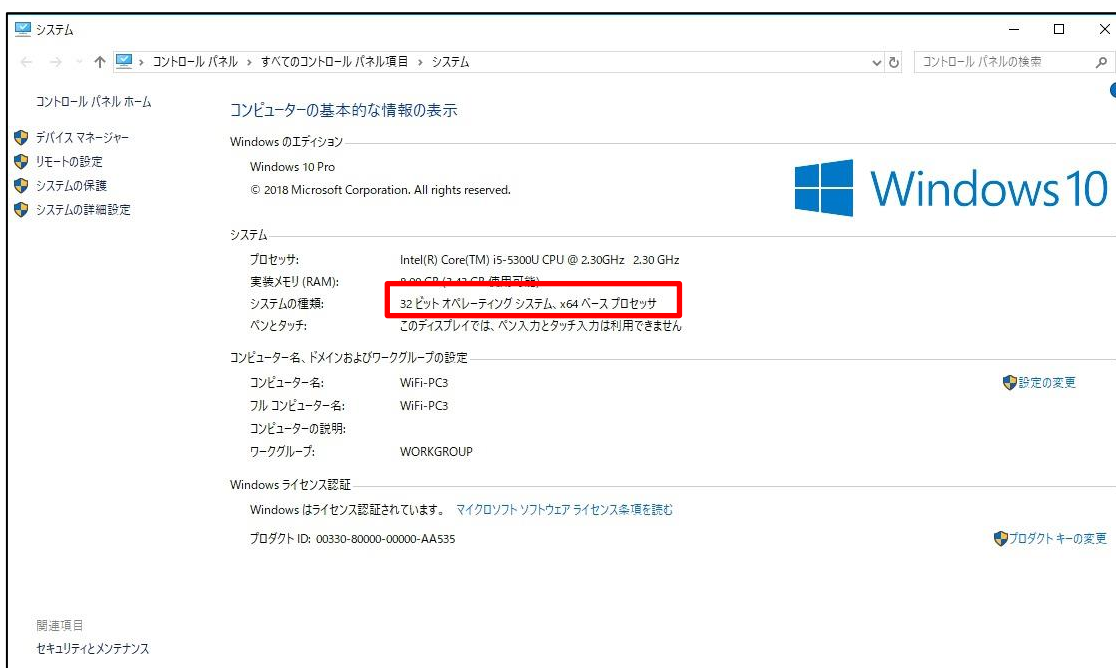 システム
コントロール パネル › すべてのコントロール パネル項目 › システム
コントロール パネルの検索
コントロール パネル ホーム
デバイス マネージャー
リモートの設定
システムの保護
システムの詳細設定
コンピューターの基本的な情報の表示
Windows のエディション
Windows 10 Pro
© 2018 Microsoft Corporation. All rights reserved.
Windows 10
システム
プロセッサ: Intel(R) Core(TM) i5-5300U CPU @ 2.30GHz 2.30 GHz
実装メモリ (RAM): 8.00 GB (3.43 GB 使用可能)
システムの種類: 32 ビット オペレーティング システム、x64 ベース プロセッサ
ペンとタッチ: このディスプレイでは、ペン入力とタッチ入力は利用できません
コンピューター名、ドメインおよびワークグループの設定
コンピューター名: WiFi-PC3
設定の変更
フル コンピューター名: WiFi-PC3
コンピューターの説明:
ワークグループ: WORKGROUP
Windows ライセンス認証
Windows はライセンス認証されています。 マイクロソフト ソフトウェア ライセンス条項を読む
プロダクト ID: 00330-80000-00000-AA535
プロダクト キーの変更
関連項目
セキュリティとメンテナンス